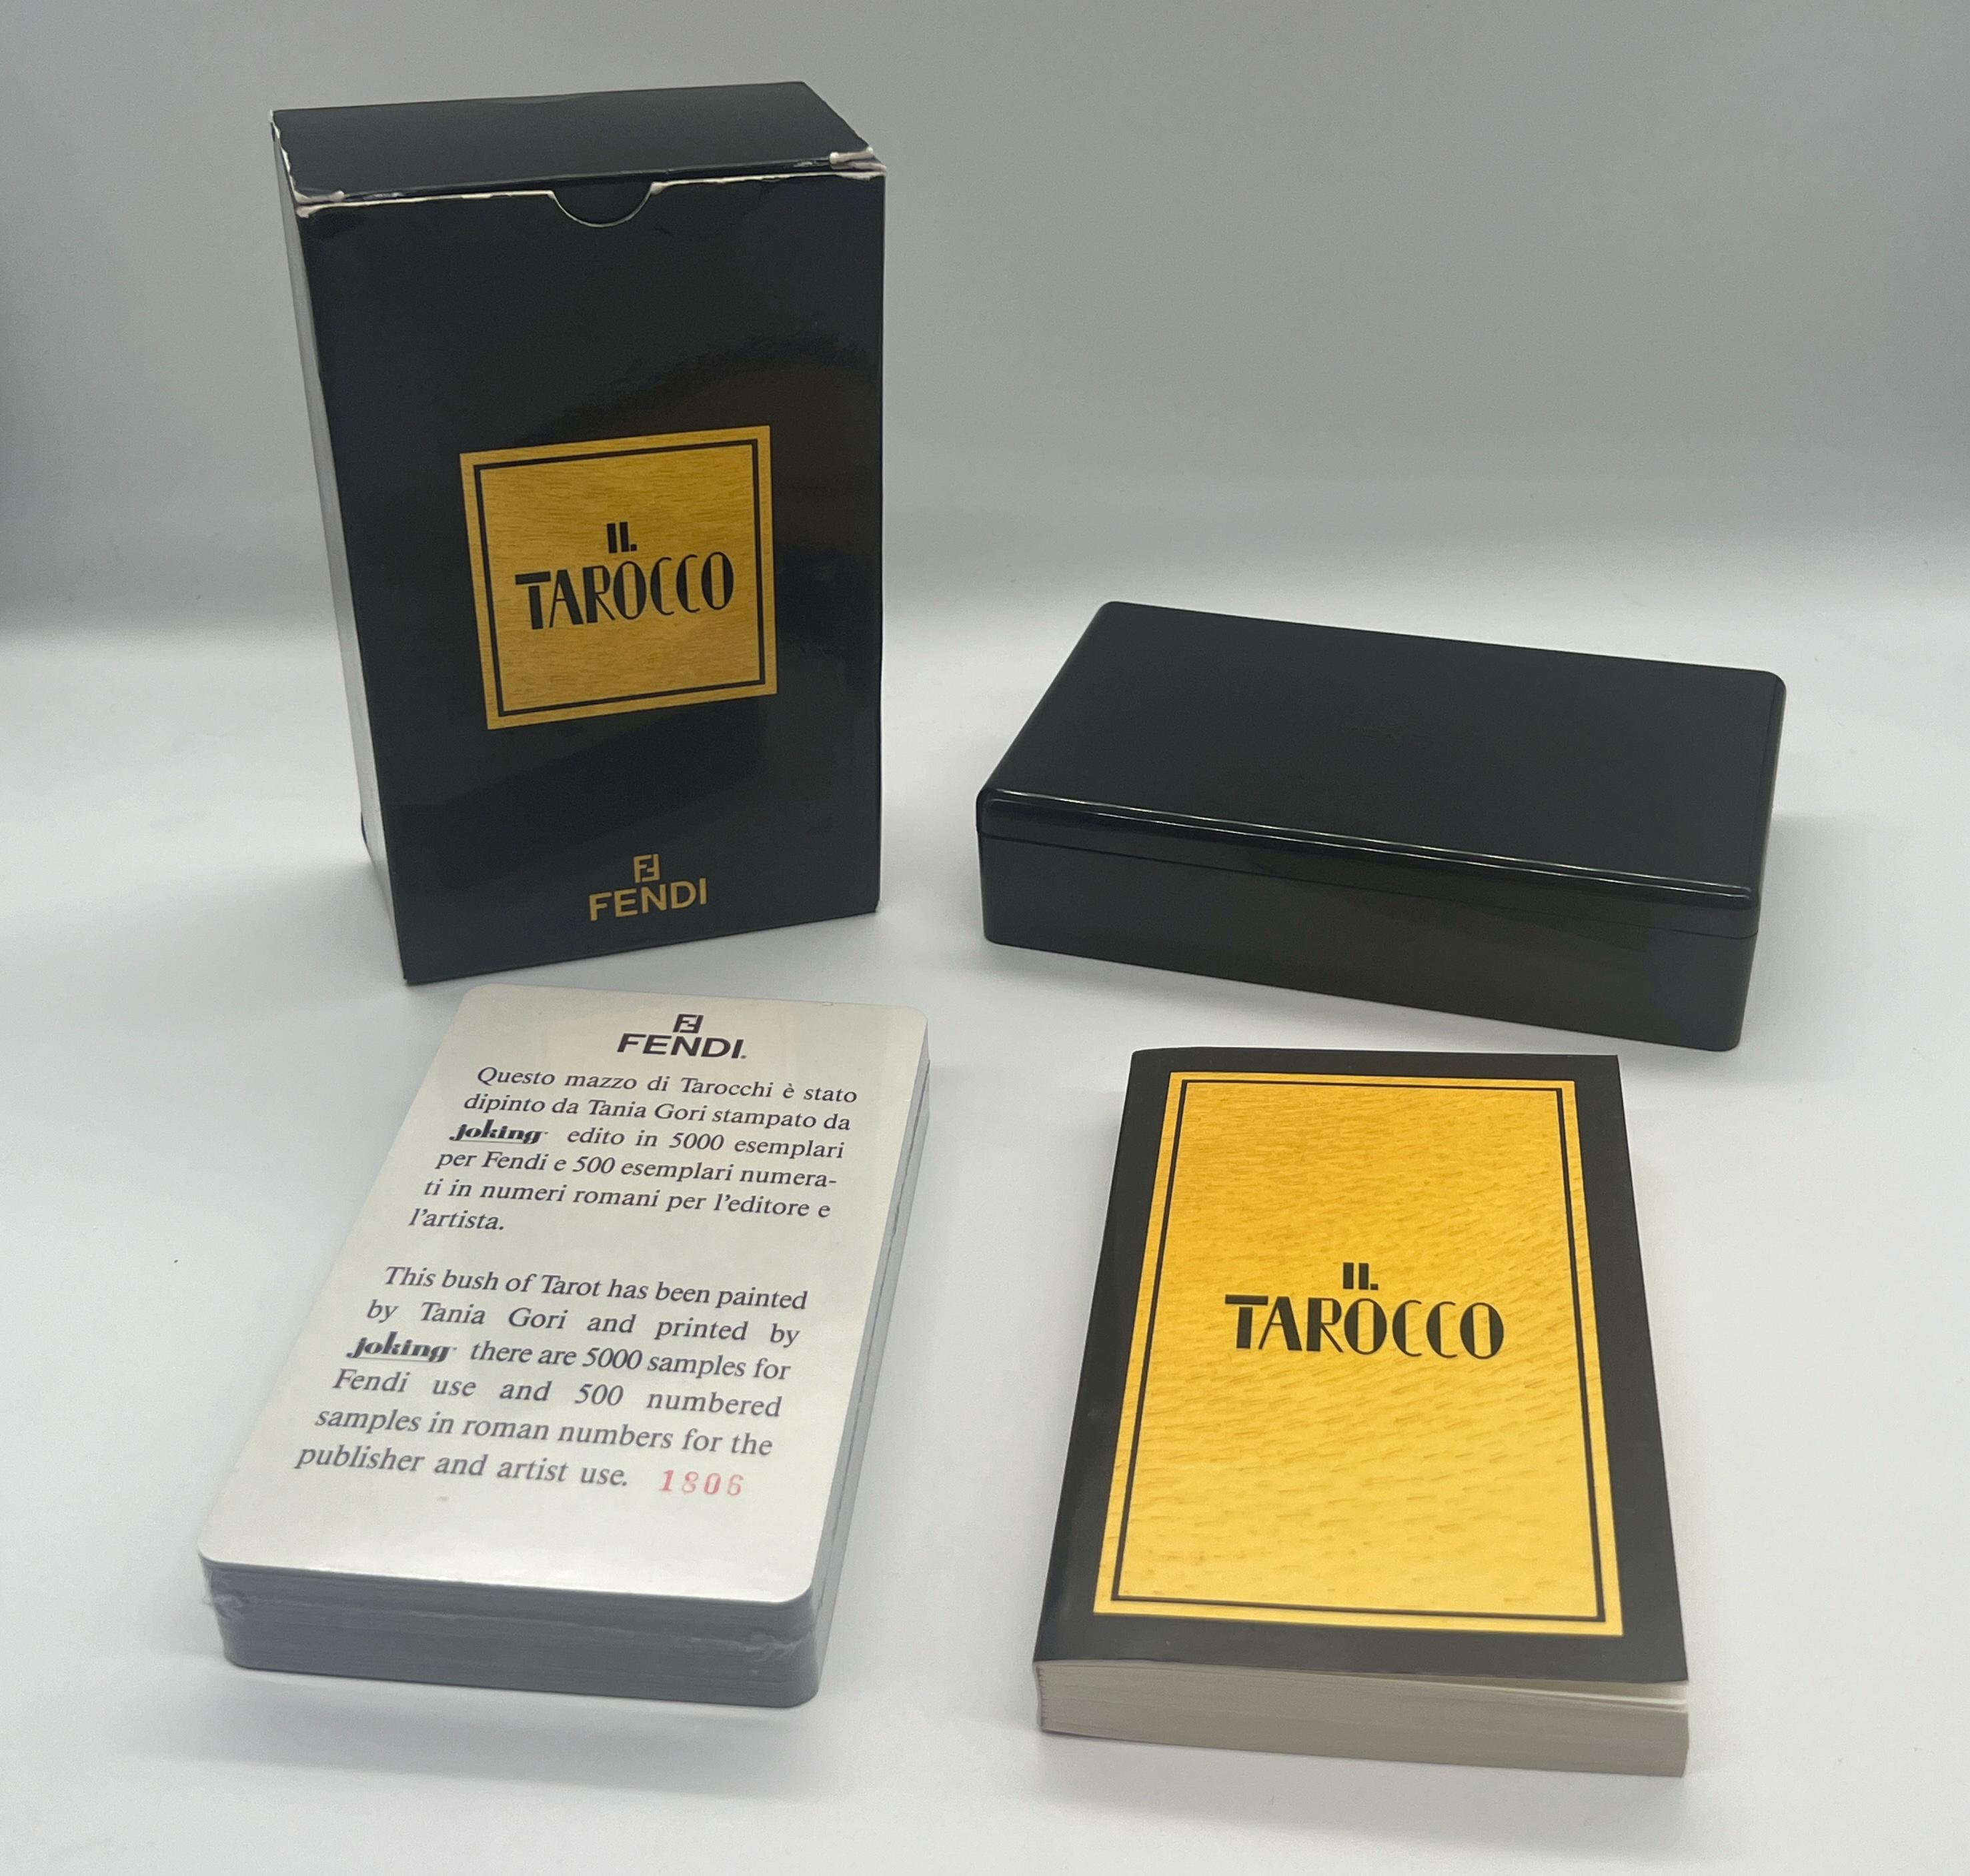 IL
TAROCCO
FENDI
FENDI
Questo mazzo di Tarocchi è stato
dipinto da Tania Gori stampato da
joking edito in 5000 esemplari
per Fendi e 500 esemplari numera-
ti in numeri romani per l'editore e
l'artista.
This bush of Tarot has been painted
by Tania Gori and printed by
joking there are 5000 samples for
Fendi use and 500 numbered
samples in roman numbers for the
publisher and artist use. 1806
IL
TAROCCO